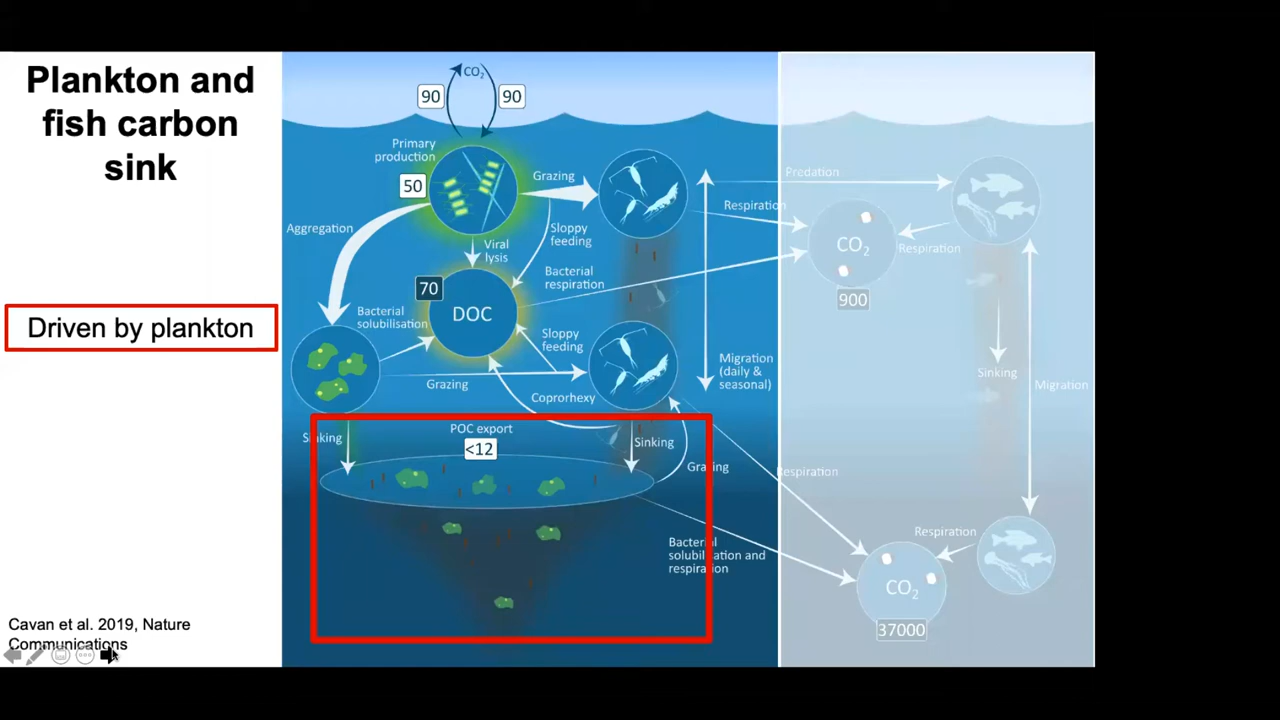 Plankton and
fish carbon
sink
Driven by plankton
Cavan et al. 2019, Nature
Communications
CO₂
90
90
Primary
production
50
Grazing
Predation
Aggregation
Sloppy
feeding
Respiration
Viral
lysis
CO₂
Respiration
Bacterial
respiration
70
DOC
900
Bacterial
solubilisation
Sloppy
feeding
Grazing
Coprorhexy
Migration
(daily &
seasonal)
Sinking
Migration
Sinking
POC export
<12
Sinking
Grazing
Respiration
Bacterial
solubilisation and
respiration
Respiration
CO₂
37000